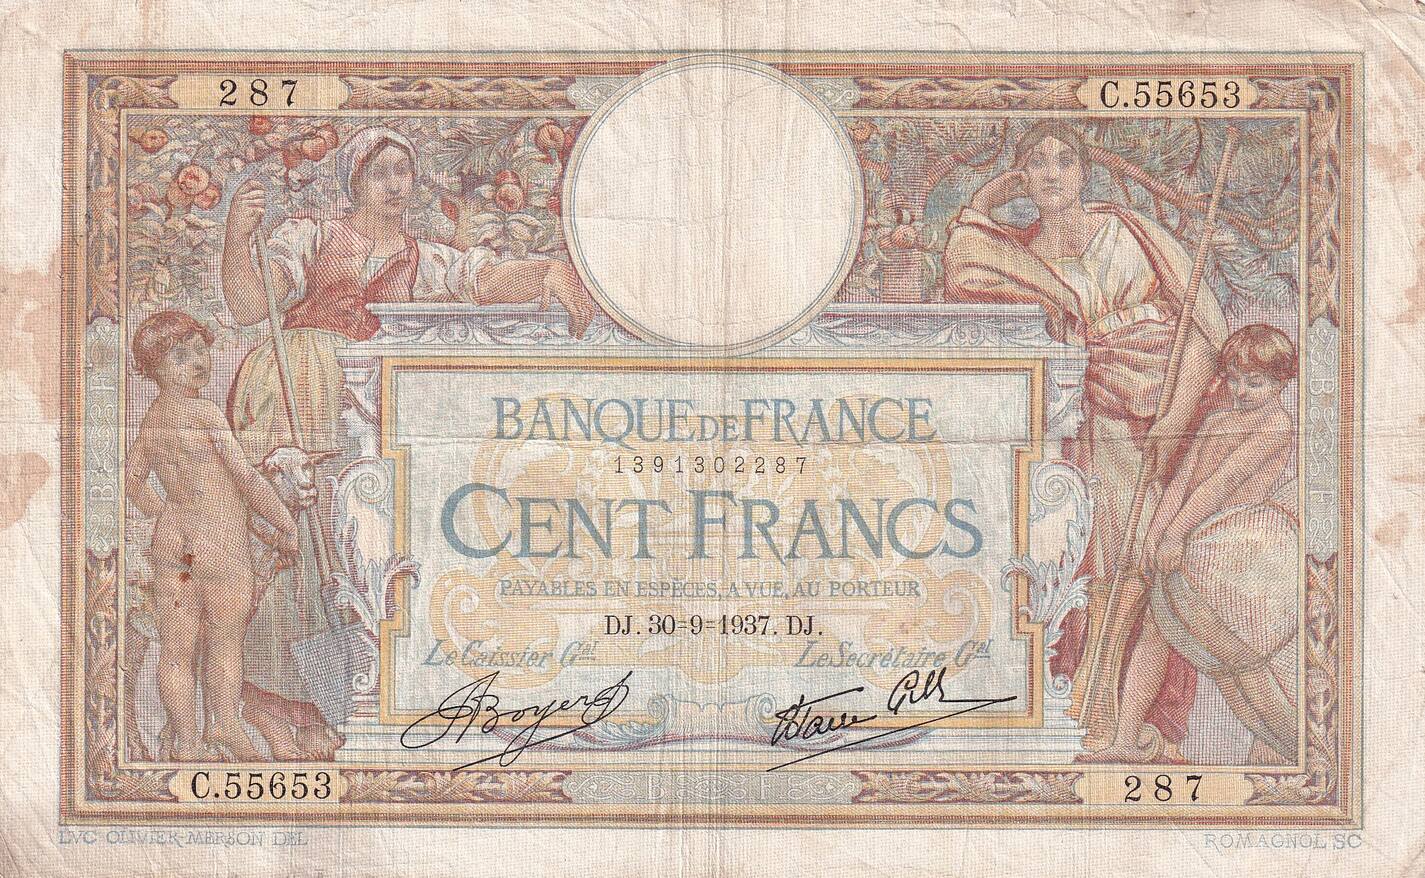 287
C.55653
BANQUE DE FRANCE
1391302287
CENT FRANCS
PAYABLES EN ESPÈCES, A VUE, AU PORTEUR
DJ. 30=9=1937. DJ.
Le Caissier Gal
Le Secrétaire Gal
Boyer
C.55653
B F
287
B F
B F
LVC OLIVIER-MERSON DEL
ROMAGNOL SC